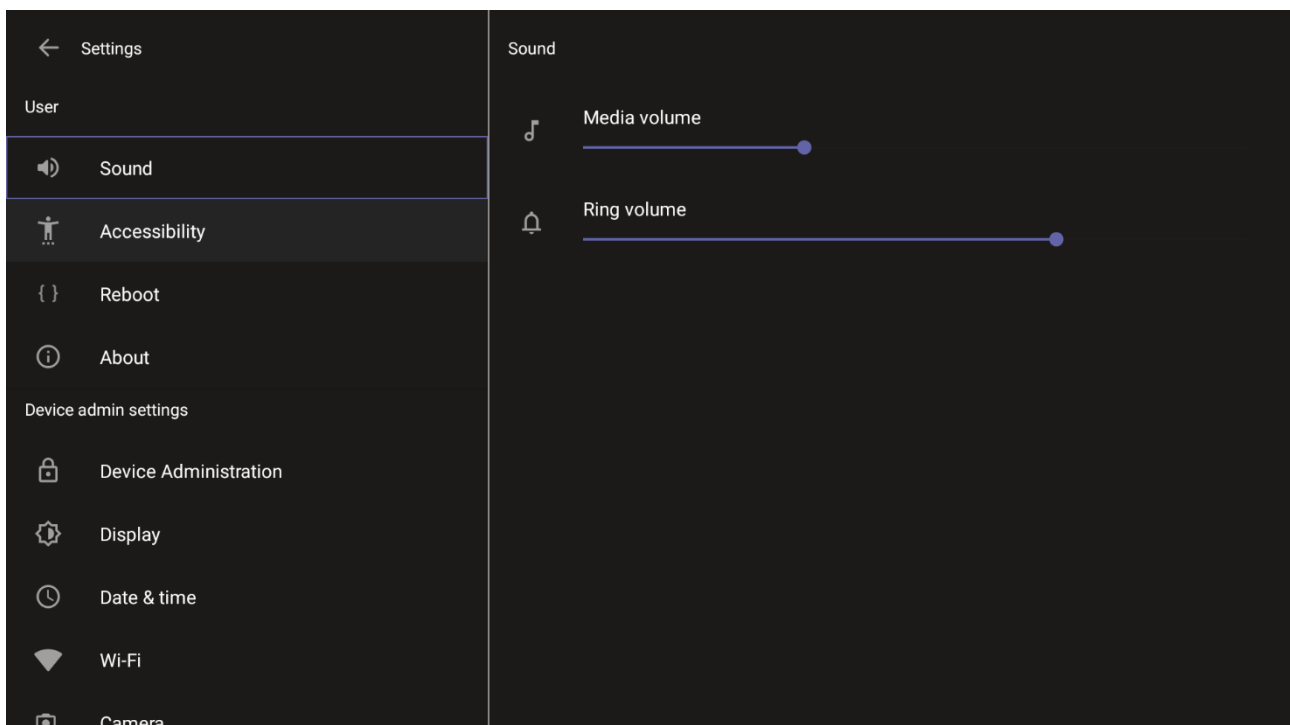 Settings
User
Sound
Accessibility
Reboot
About
Device admin settings
Device Administration
Display
Date & time
Wi-Fi
Camera
Sound
Media volume
Ring volume